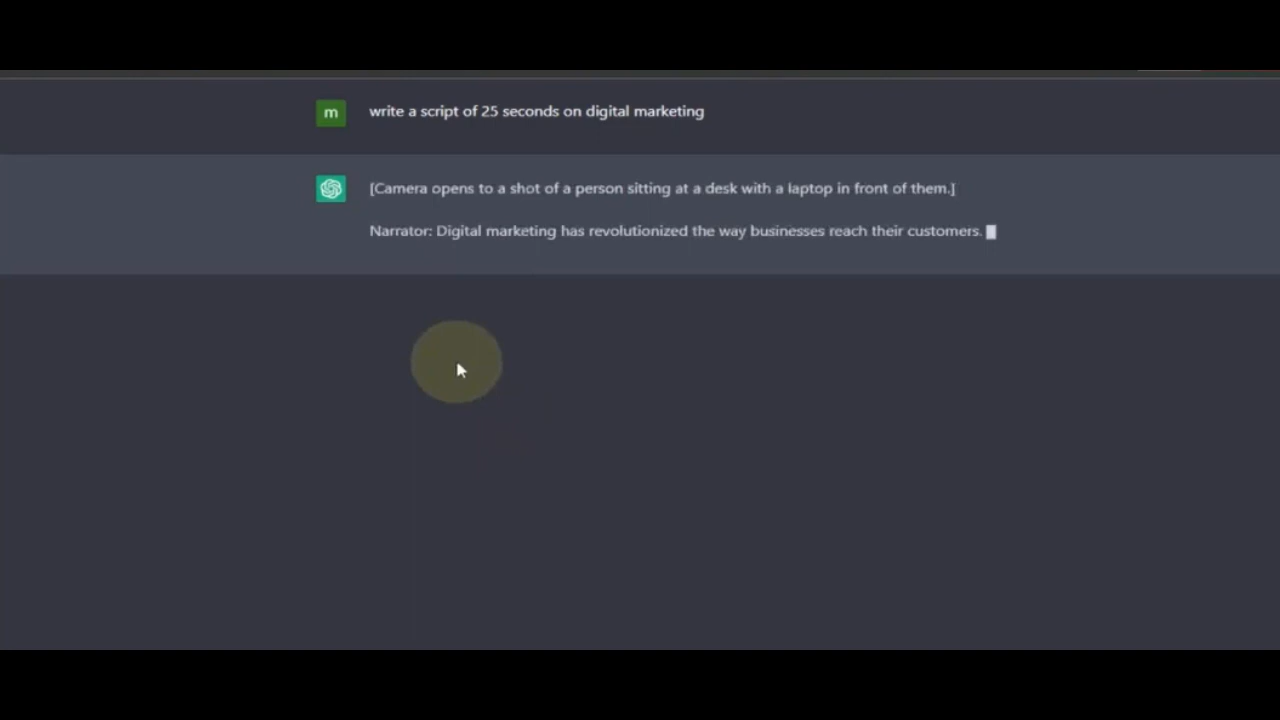 m
write a script of 25 seconds on digital marketing
[Camera opens to a shot of a person sitting at a desk with a laptop in front of them.]
Narrator: Digital marketing has revolutionized the way businesses reach their customers.